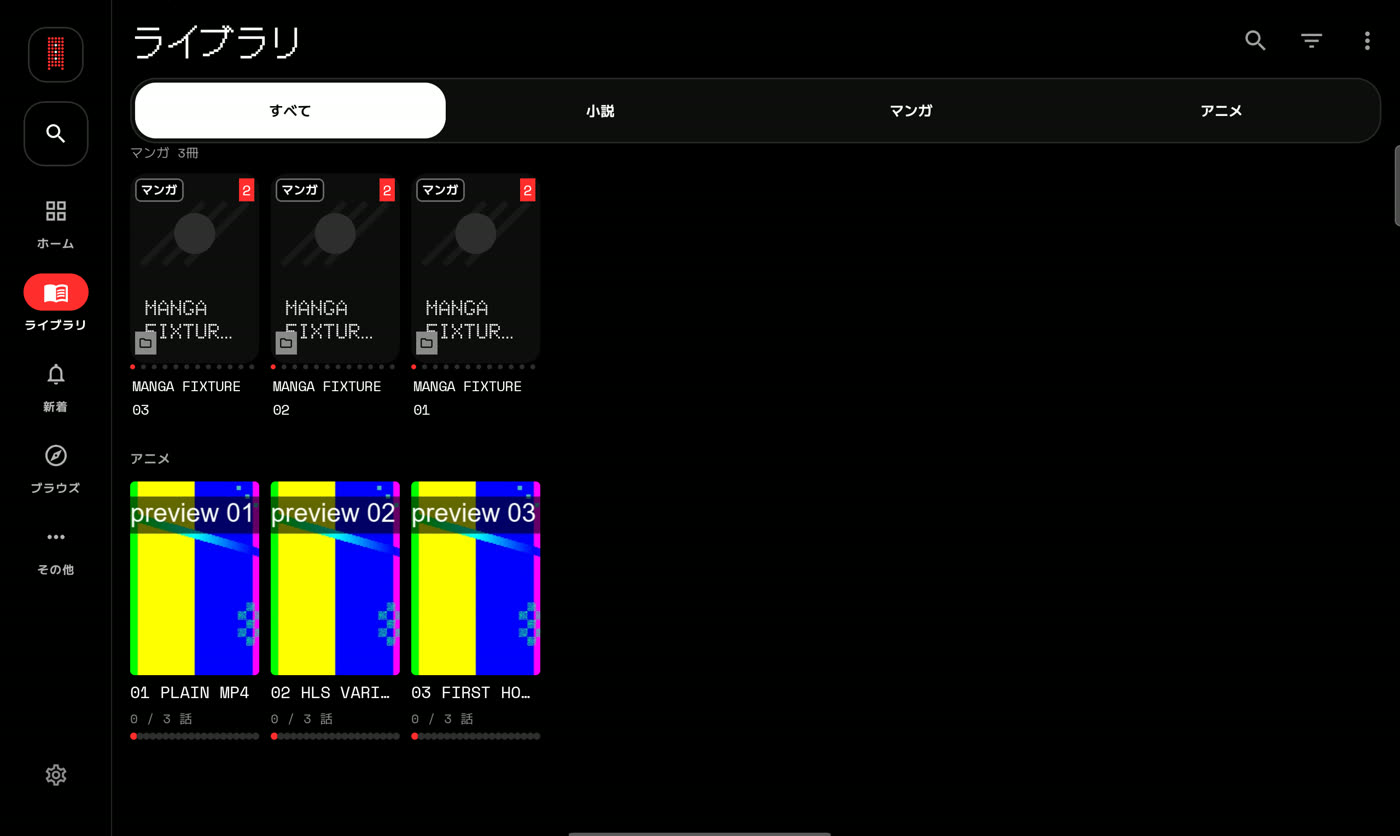 ライブラリ
すべて
小説
マンガ
アニメ
ホーム
ライブラリ
新着
ブラウズ
その他
マンガ 3冊
マンガ 2
マンガ 2
マンガ 2
MANGA
FIXTUR…
MANGA
FIXTUR…
MANGA
FIXTUR…
MANGA FIXTURE
03
MANGA FIXTURE
02
MANGA FIXTURE
01
アニメ
preview 01
preview 02
preview 03
01 PLAIN MP4
02 HLS VARI…
03 FIRST HO…
0 / 3 話
0 / 3 話
0 / 3 話